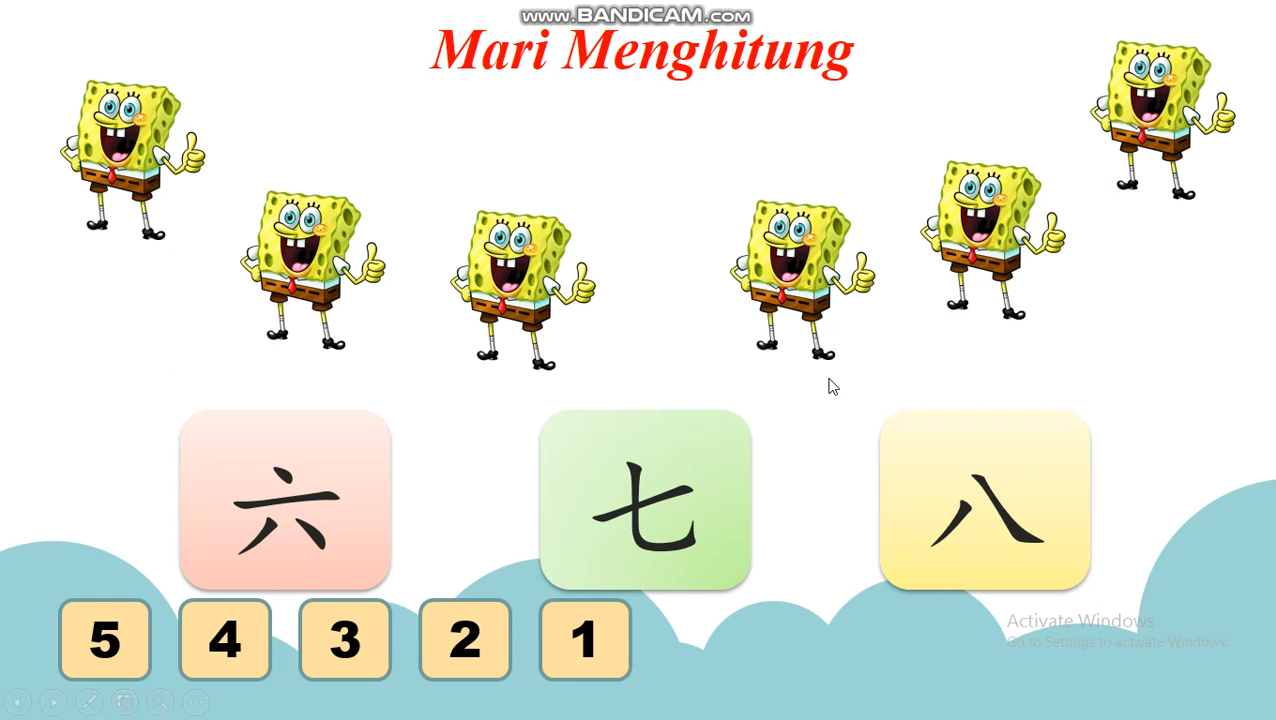 www.BANDICAM.com
Mari Menghitung
六 七 八
5 4 3 2 1
Activate Windows
Go to Settings to activate Windows.